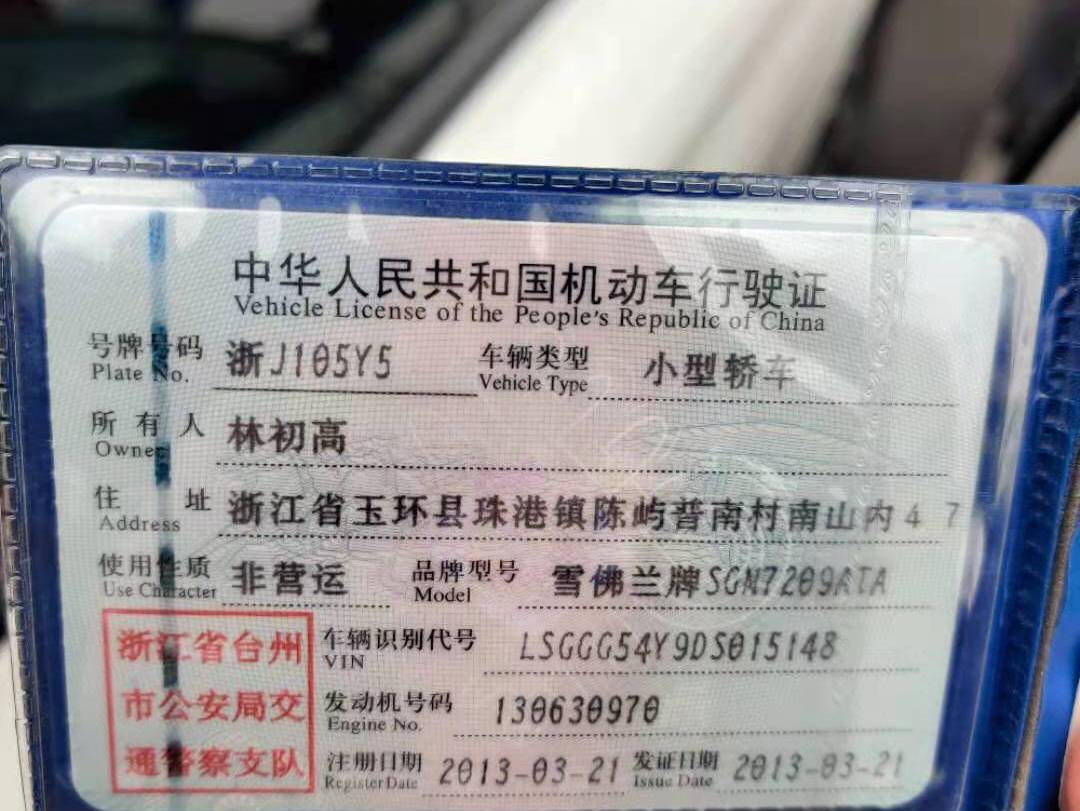 中华人民共和国机动车行驶证
Vehicle License of the People's Republic of China
号牌号码 浙J105Y5 车辆类型 小型轿车
Plate No. Vehicle Type
所有人 林初高
Owner
住址 浙江省玉环县珠港镇陈屿普南村南山内47
Address
使用性质 非营运 品牌型号 雪佛兰牌SGM7209ATA
Use Character Model
浙江省台州 车辆识别代号 LSGGG54Y9DS015148
VIN
市公安局交 发动机号码 130630970
Engine No.
通警察支队 注册日期 2013-03-21 发证日期 2013-03-21
Register Date Issue Date